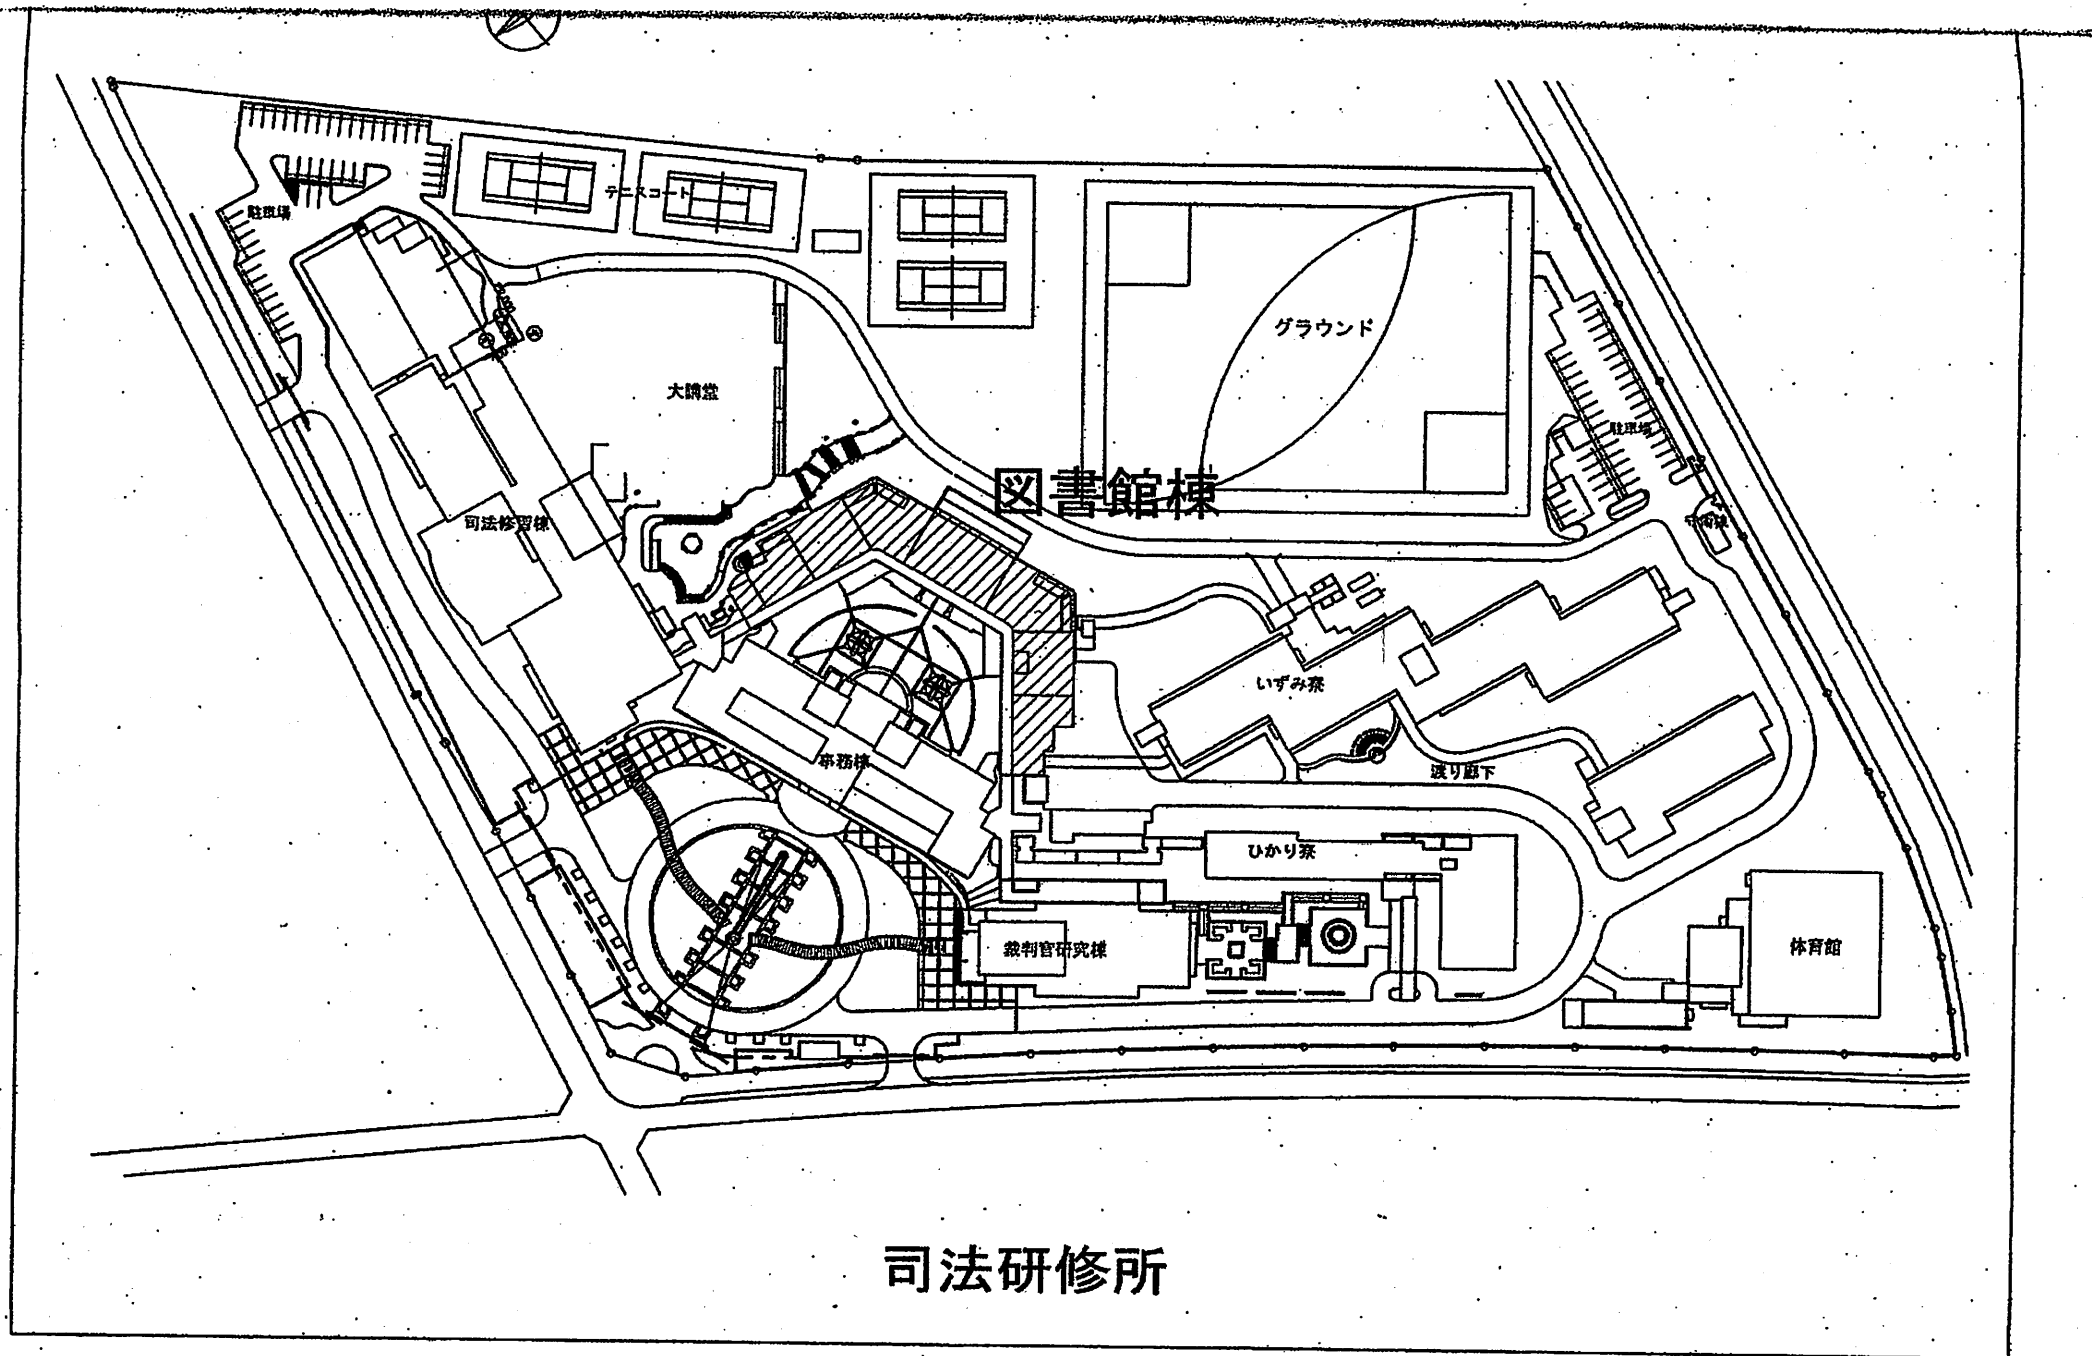 テニスコート
駐車場
グラウンド
大講堂
駐車場
図書館棟
司法修習棟
いずみ寮
事務棟
渡り廊下
ひかり寮
裁判官研究棟
体育館
司法研修所